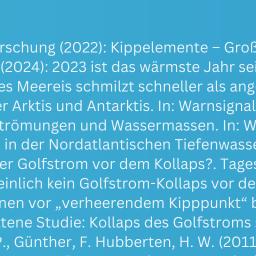 rschung (2022): Kippelemente – Groß
(2024): 2023 ist das wärmste Jahr sei
es Meereis schmilzt schneller als ang
er Arktis und Antarktis. In: Warnsignal
trömungen und Wassermassen. In: W
in der Nordatlantischen Tiefenwasse
er Golfstrom vor dem Kollaps?. Tages
einlich kein Golfstrom-Kollaps vor de
nen vor „verheerendem Kipppunkt“ b
tene Studie: Kollaps des Golfstroms
P., Günther, F. Hubberten, H. W. (2011